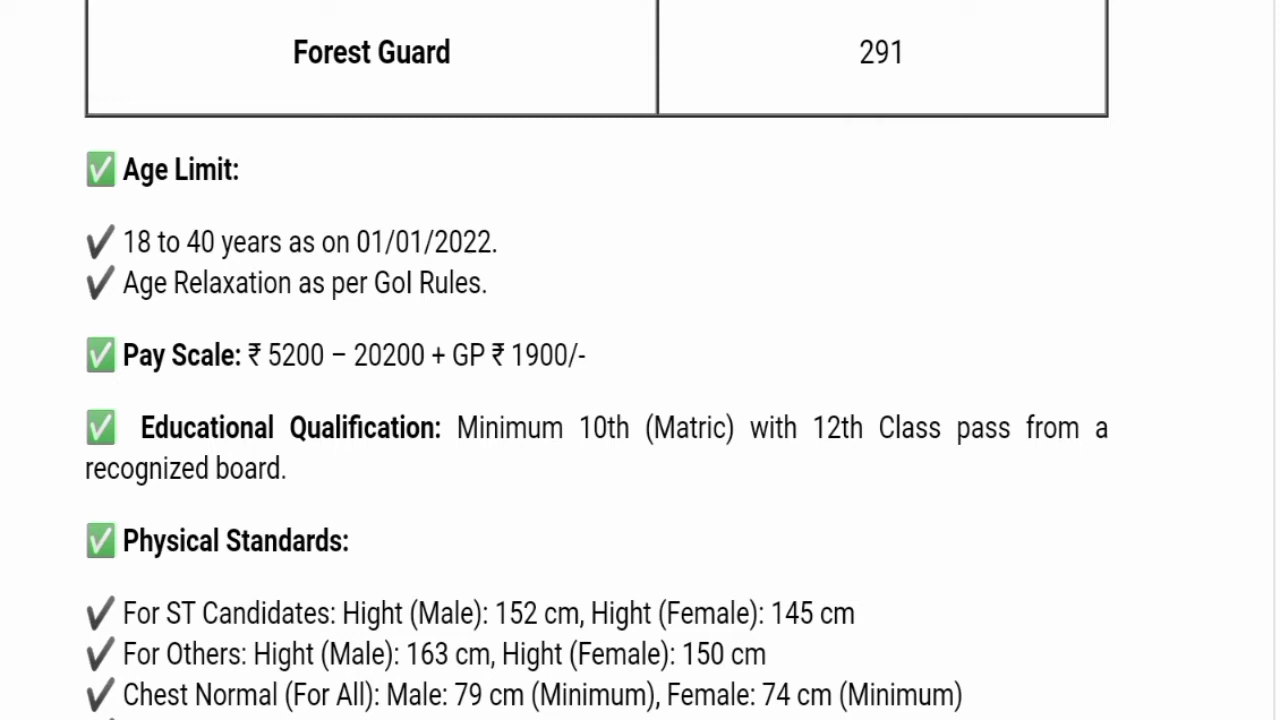 Forest Guard 291
✅ Age Limit:
✔ 18 to 40 years as on 01/01/2022.
✔ Age Relaxation as per GoI Rules.
✅ Pay Scale: ₹ 5200 – 20200 + GP ₹ 1900/-
✅ Educational Qualification: Minimum 10th (Matric) with 12th Class pass from a
recognized board.
✅ Physical Standards:
✔ For ST Candidates: Hight (Male): 152 cm, Hight (Female): 145 cm
✔ For Others: Hight (Male): 163 cm, Hight (Female): 150 cm
✔ Chest Normal (For All): Male: 79 cm (Minimum), Female: 74 cm (Minimum)